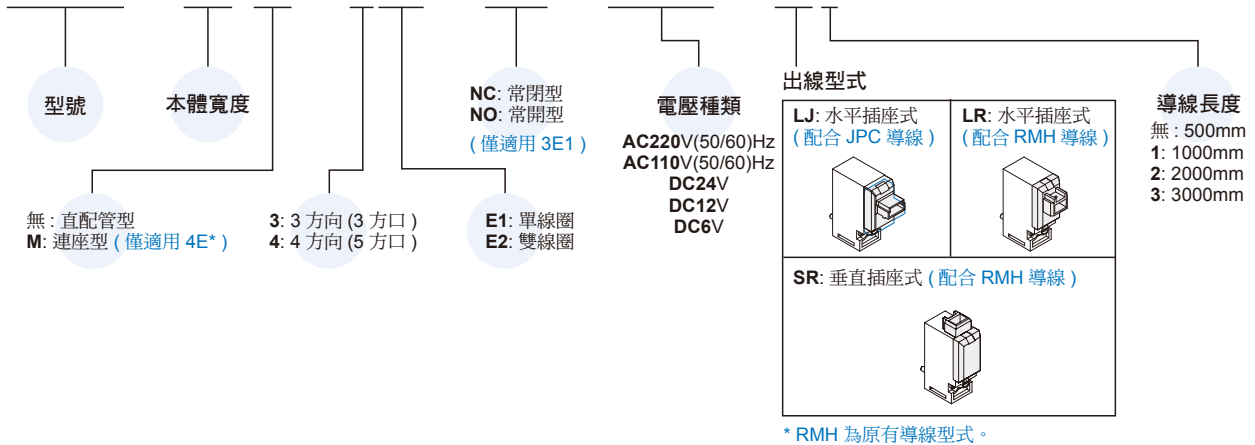 型號
本體寬度
無 : 直配管型
M: 連座型 ( 僅適用 4E* )
3: 3 方向 (3 方口 )
4: 4 方向 (5 方口 )
NC: 常閉型
NO: 常開型
( 僅適用 3E1 )
E1: 單線圈
E2: 雙線圈
電壓種類
AC220V(50/60)Hz
AC110V(50/60)Hz
DC24V
DC12V
DC6V
出線型式
LJ: 水平插座式
( 配合 JPC 導線 )
LR: 水平插座式
( 配合 RMH 導線 )
SR: 垂直插座式 ( 配合 RMH 導線 )
* RMH 為原有導線型式。
導線長度
無 : 500mm
1: 1000mm
2: 2000mm
3: 3000mm